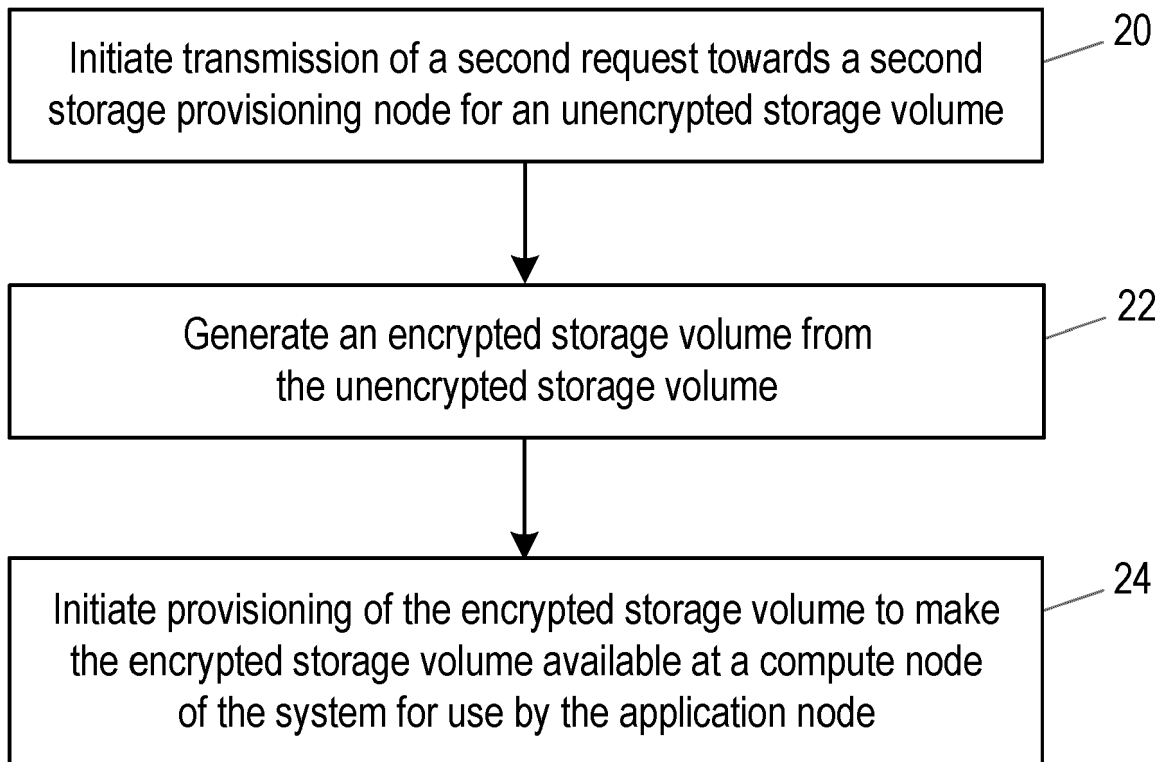 Initiate transmission of a second request towards a second
storage provisioning node for an unencrypted storage volume
20
Generate an encrypted storage volume from
the unencrypted storage volume
22
Initiate provisioning of the encrypted storage volume to make
the encrypted storage volume available at a compute node
of the system for use by the application node
24